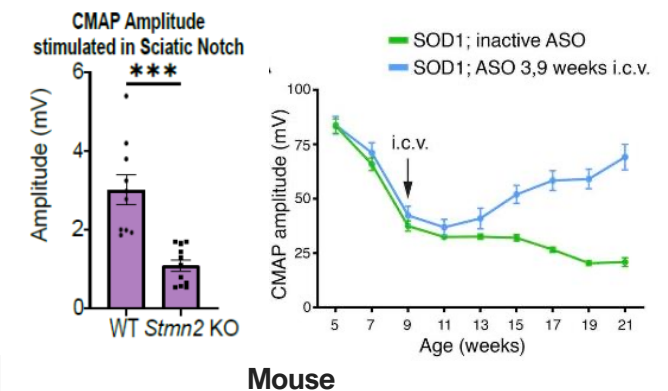 CMAP Amplitude
stimulated in Sciatic Notch
***
6
4
2
0
Amplitude (mV)
WT Stmn2 KO
SOD1; inactive ASO
SOD1; ASO 3,9 weeks i.c.v.
100
75
50
25
0
CMAP amplitude (mV)
i.c.v.
5 7 9 11 13 15 17 19 21
Age (weeks)
Mouse